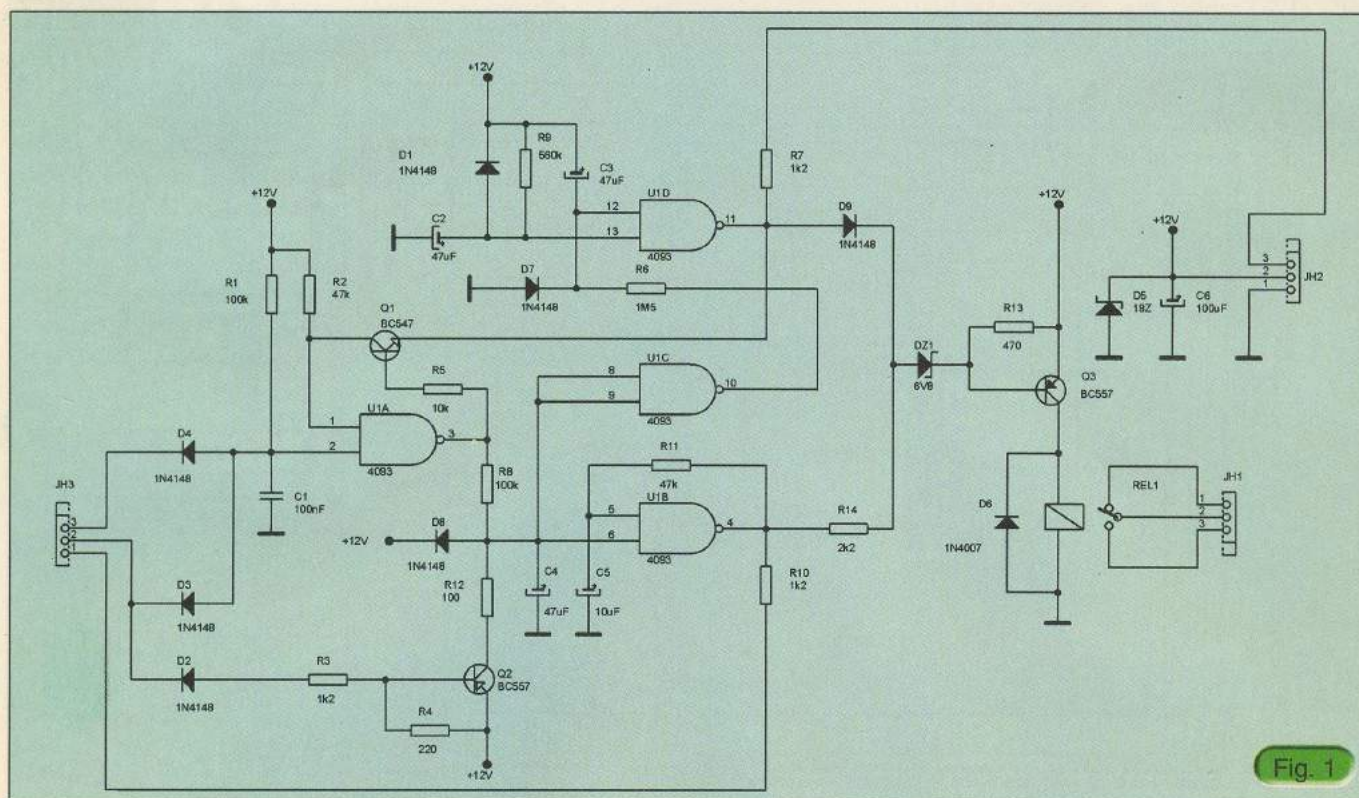 +12V
R9
560k
D1
1N4148
C3
47uF
R7
1k2
U1D
12
13
11
4093
D9
1N4148
+12V
C2
47uF
D7
1N4148
R6
1M5
R1
100k
R2
47k
Q1
BC547
R5
10k
U1A
1
2
3
4093
U1C
8
9
10
4093
D4
1N4148
C1
100nF
R8
100k
R11
47k
U1B
5
6
4
4093
R14
2k2
JH3
3
2
1
+12V
D8
1N4148
R12
100
C4
47uF
C5
10uF
R10
1k2
D3
1N4148
D2
1N4148
R3
1k2
Q2
BC557
R4
220
+12V
DZ1
6V8
R13
470
+12V
Q3
BC557
D6
1N4007
REL1
JH1
1
2
3
+12V
D5
18Z
C6
100uF
3
2
1
JH2
Fig. 1